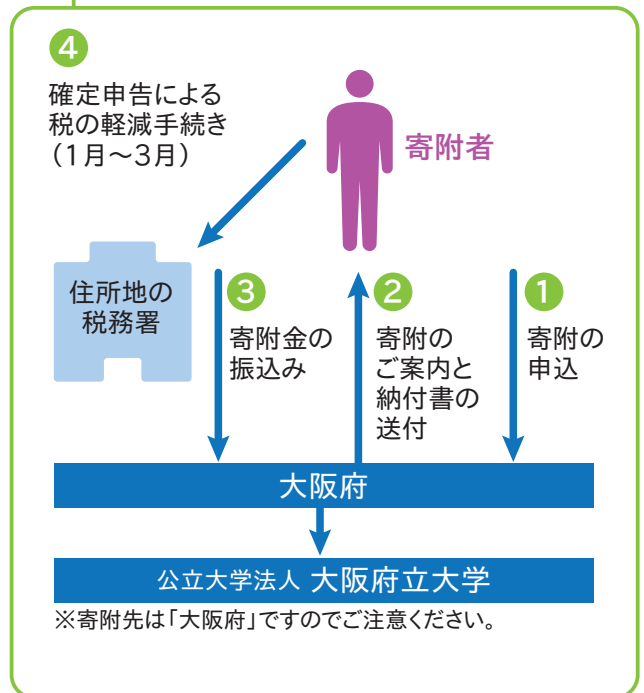 ④
確定申告による
税の軽減手続き
（1月～3月）
寄附者
住所地の
税務署
③
寄附金の
振込み
②
寄附の
ご案内と
納付書の
送付
①
寄附の
申込
大阪府
公立大学法人 大阪府立大学
※寄附先は「大阪府」ですのでご注意ください。